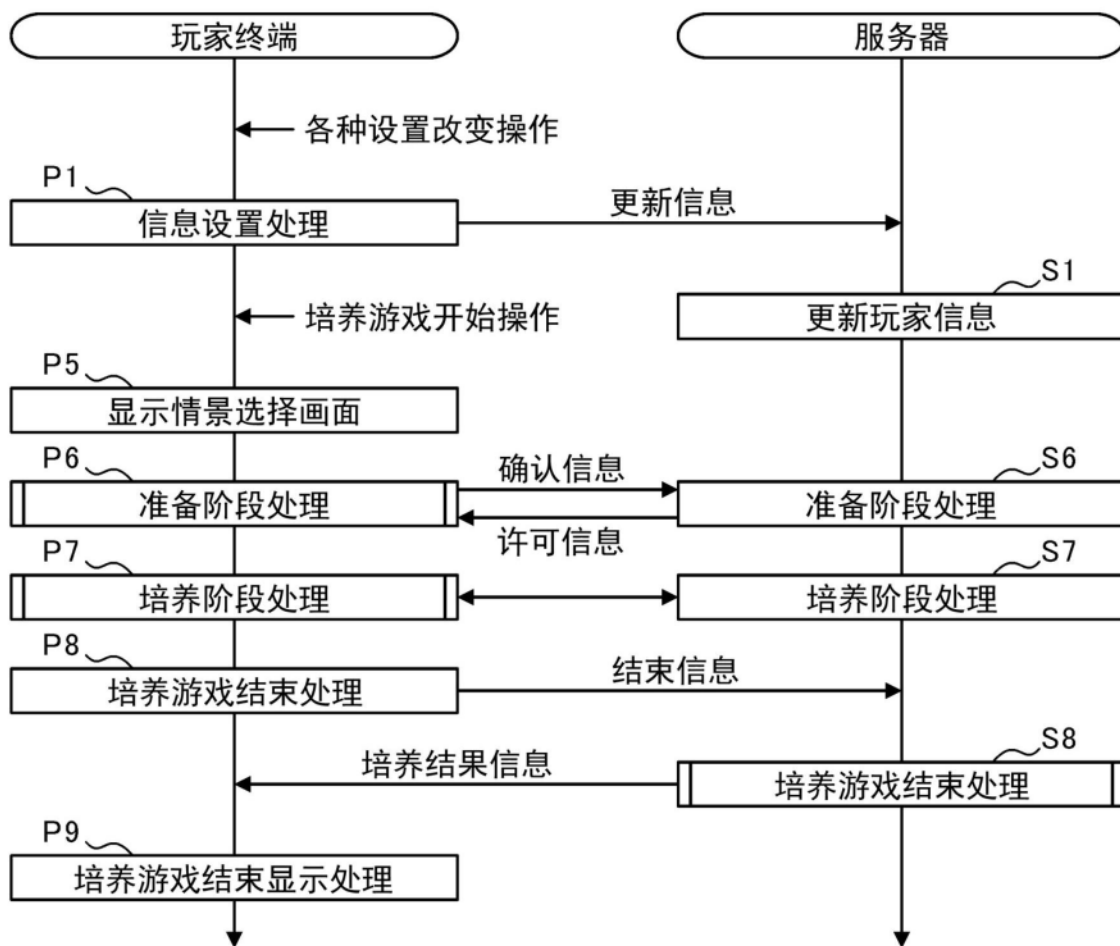 玩家终端
服务器
各种设置改变操作
P1
信息设置处理
更新信息
S1
更新玩家信息
培养游戏开始操作
P5
显示情景选择画面
P6
准备阶段处理
确认信息
许可信息
S6
准备阶段处理
P7
培养阶段处理
S7
培养阶段处理
P8
培养游戏结束处理
结束信息
S8
培养游戏结束处理
培养结果信息
P9
培养游戏结束显示处理